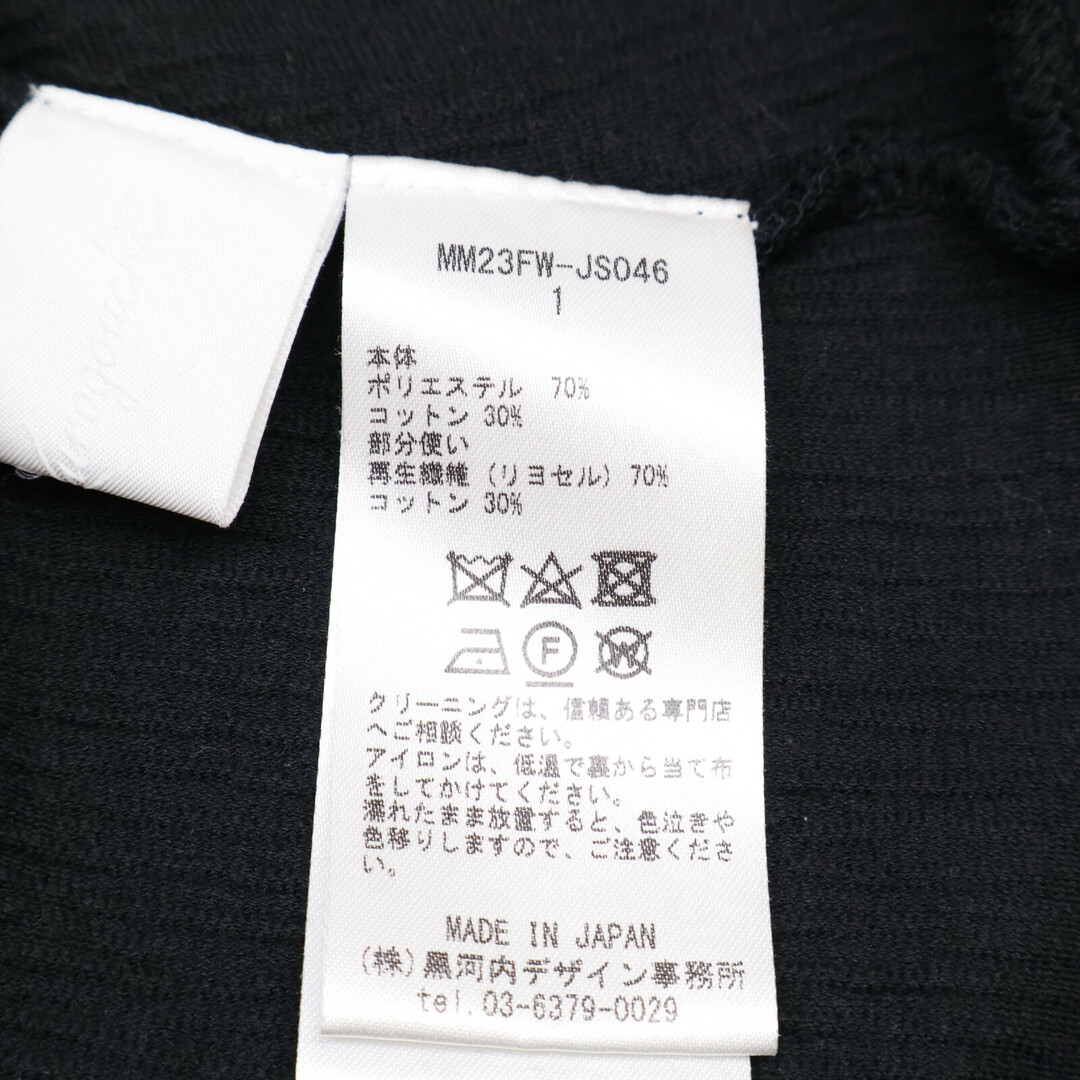 MM23FW-JS046
1
本体
ポリエステル 70%
コットン 30%
部分使い
再生繊維 (リヨセル) 70%
コットン 30%
F
W
クリーニングは、信頼ある専門店
へご相談ください。
アイロンは、低温で裏から当て布
をしてかけてください。
濡れたまま放置すると、色泣きや
色移りしますので、ご注意くださ
い。
MADE IN JAPAN
(株)黒河内デザイン事務所
tel.03-6379-0029